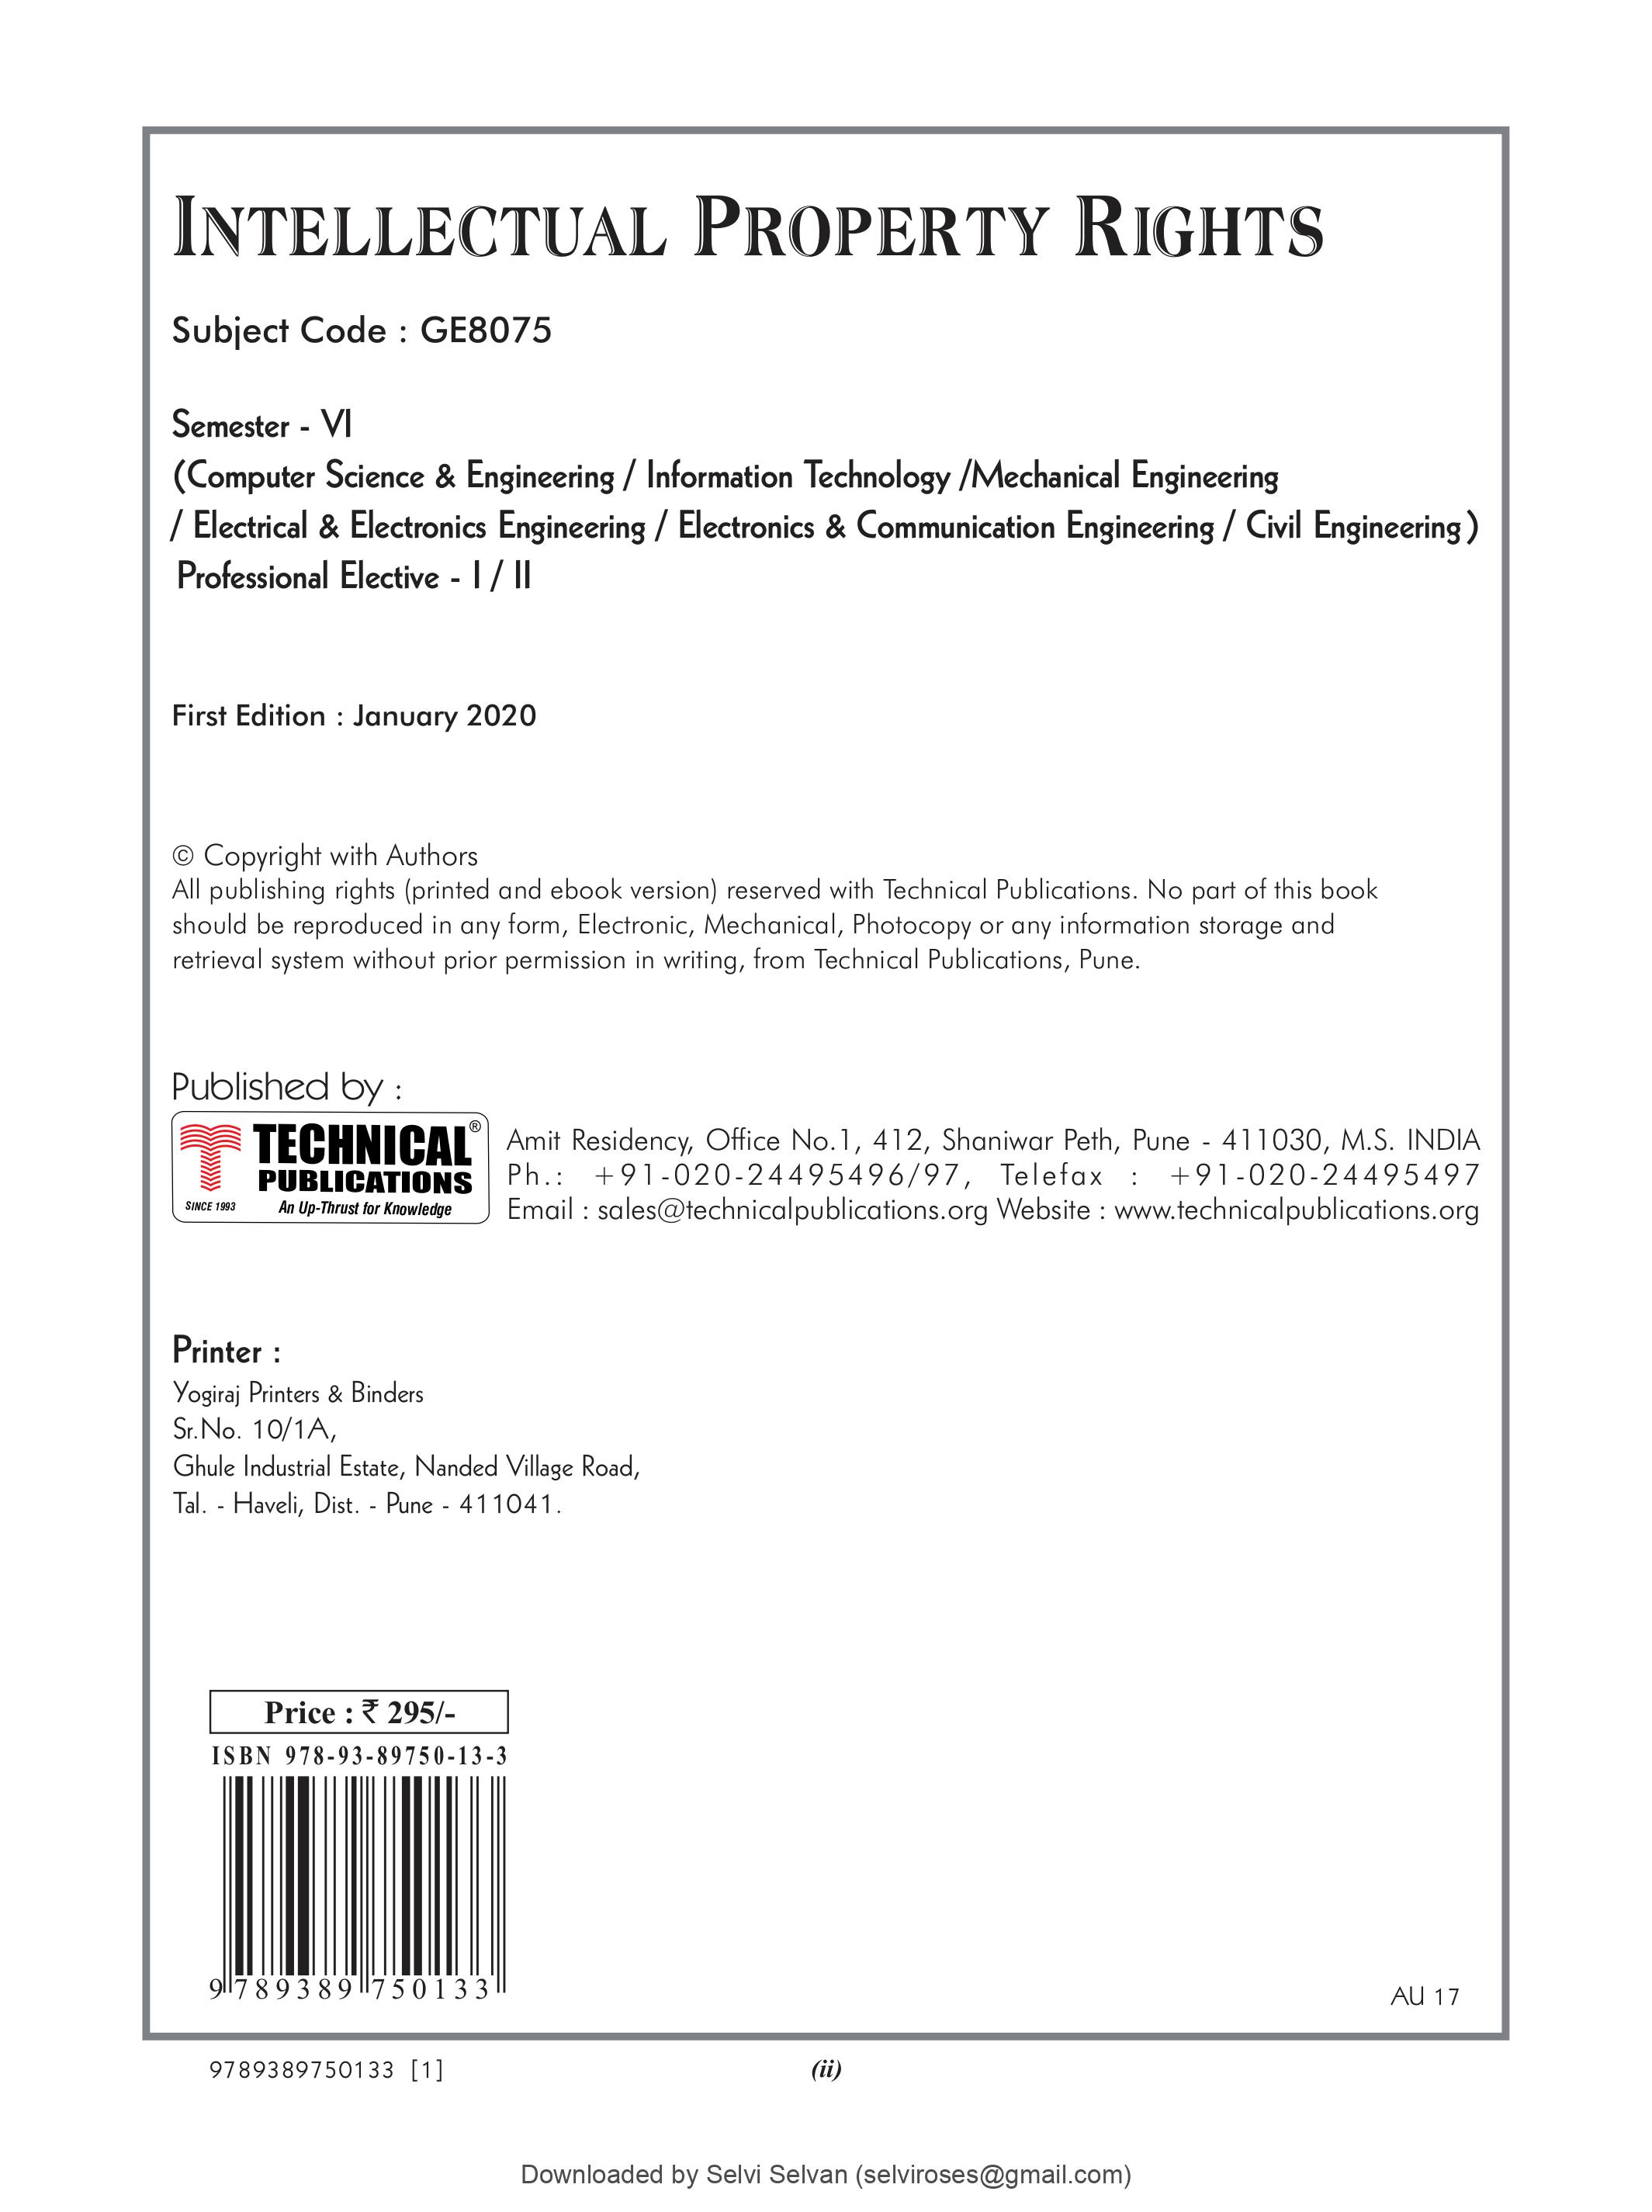 INTELLECTUAL PROPERTY RIGHTS
Subject Code : GE8075
Semester - VI
(Computer Science & Engineering / Information Technology /Mechanical Engineering
/ Electrical & Electronics Engineering / Electronics & Communication Engineering / Civil Engineering)
Professional Elective - I / II
First Edition : January 2020
© Copyright with Authors
All publishing rights (printed and ebook version) reserved with Technical Publications. No part of this book
should be reproduced in any form, Electronic, Mechanical, Photocopy or any information storage and
retrieval system without prior permission in writing, from Technical Publications, Pune.
Published by :
TECHNICAL®
PUBLICATIONS
SINCE 1993 An Up-Thrust for Knowledge
Amit Residency, Office No.1, 412, Shaniwar Peth, Pune - 411030, M.S. INDIA
Ph.: +91-020-24495496/97, Telefax : +91-020-24495497
Email : sales@technicalpublications.org Website : www.technicalpublications.org
Printer :
Yogiraj Printers & Binders
Sr.No. 10/1A,
Ghule Industrial Estate, Nanded Village Road,
Tal. - Haveli, Dist. - Pune - 411041.
Price : ₹ 295/-
ISBN 978-93-89750-13-3
9 789389 750133
AU 17
9789389750133 [1]
(ii)
Downloaded by Selvi Selvan (selviroses@gmail.com)